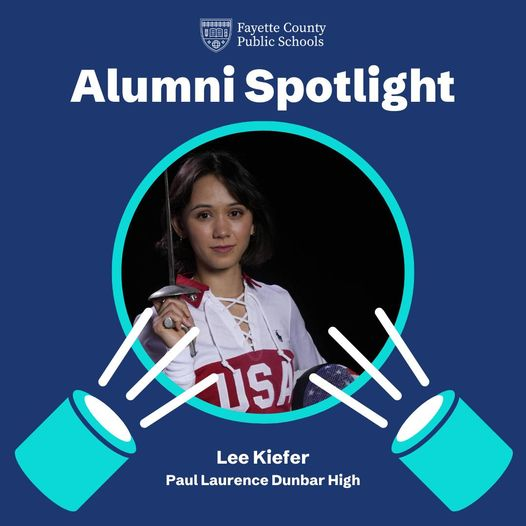 Fayette County
Public Schools
Alumni Spotlight
USA
Lee Kiefer
Paul Laurence Dunbar High